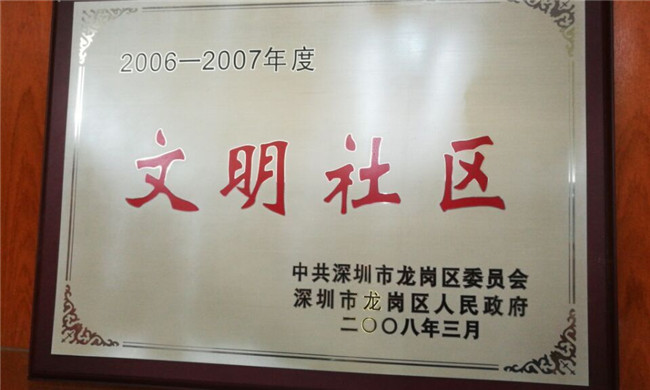 2006—2007年度
文明社区
中共深圳市龙岗区委员会
深圳市龙岗区人民政府
二〇〇八年三月